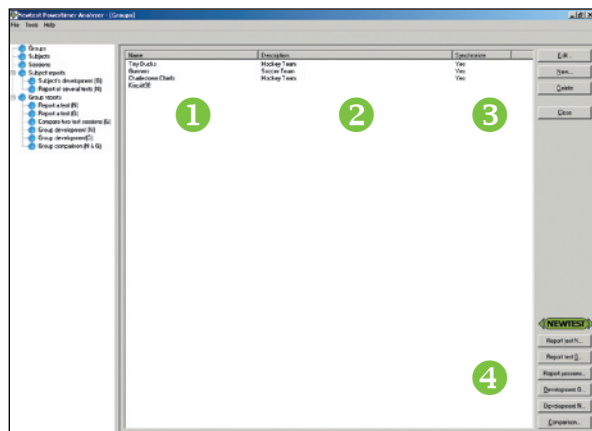 Newtest Powertimer Analyzer - [Groups]
File Tools Help
Groups
Subjects
Sessions
Subject reports
Subject's development (G)
Report of several tests (N)
Group reports
Report a test (N)
Report a test (G)
Compare two test sessions (G)
Group development (N)
Group development(G)
Group comparison (N & G)
Name Description Synchronize
Tiny Ducks Hockey Team Yes
Soccer Team Yes
Charlestown Chiefs Hockey Team Yes
1 2 3
4
Edit...
New...
Delete
Close
NEWTEST
Report test N...
Report test G...
Report sessions...
Development G...
Development N...
Comparison...